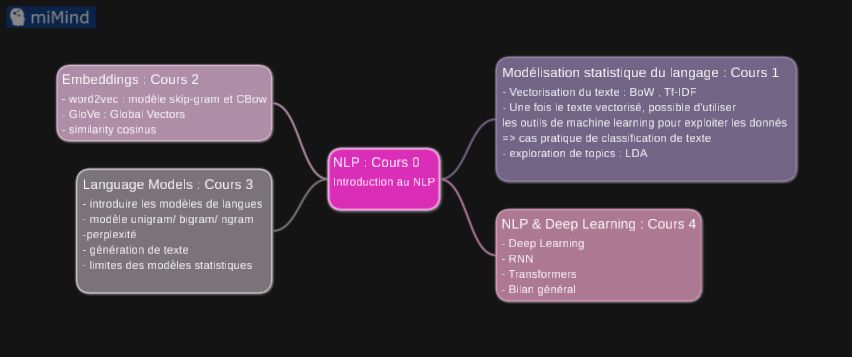 miMind
Embeddings : Cours 2
- word2vec : modèle skip-gram et CBow
- GloVe : Global Vectors
- similarity cosinus
Language Models : Cours 3
- introduire les modèles de langues
- modèle unigram/ bigram/ ngram
-perplexité
- génération de texte
- limites des modèles statistiques
NLP : Cours
Introduction au NLP
Modélisation statistique du langage : Cours 1
- Vectorisation du texte : BoW , Tf-IDF
- Une fois le texte vectorisé, possible d'utiliser
les outils de machine learning pour exploiter les donnés
=> cas pratique de classification de texte
- exploration de topics : LDA
NLP & Deep Learning : Cours 4
- Deep Learning
- RNN
- Transformers
- Bilan général